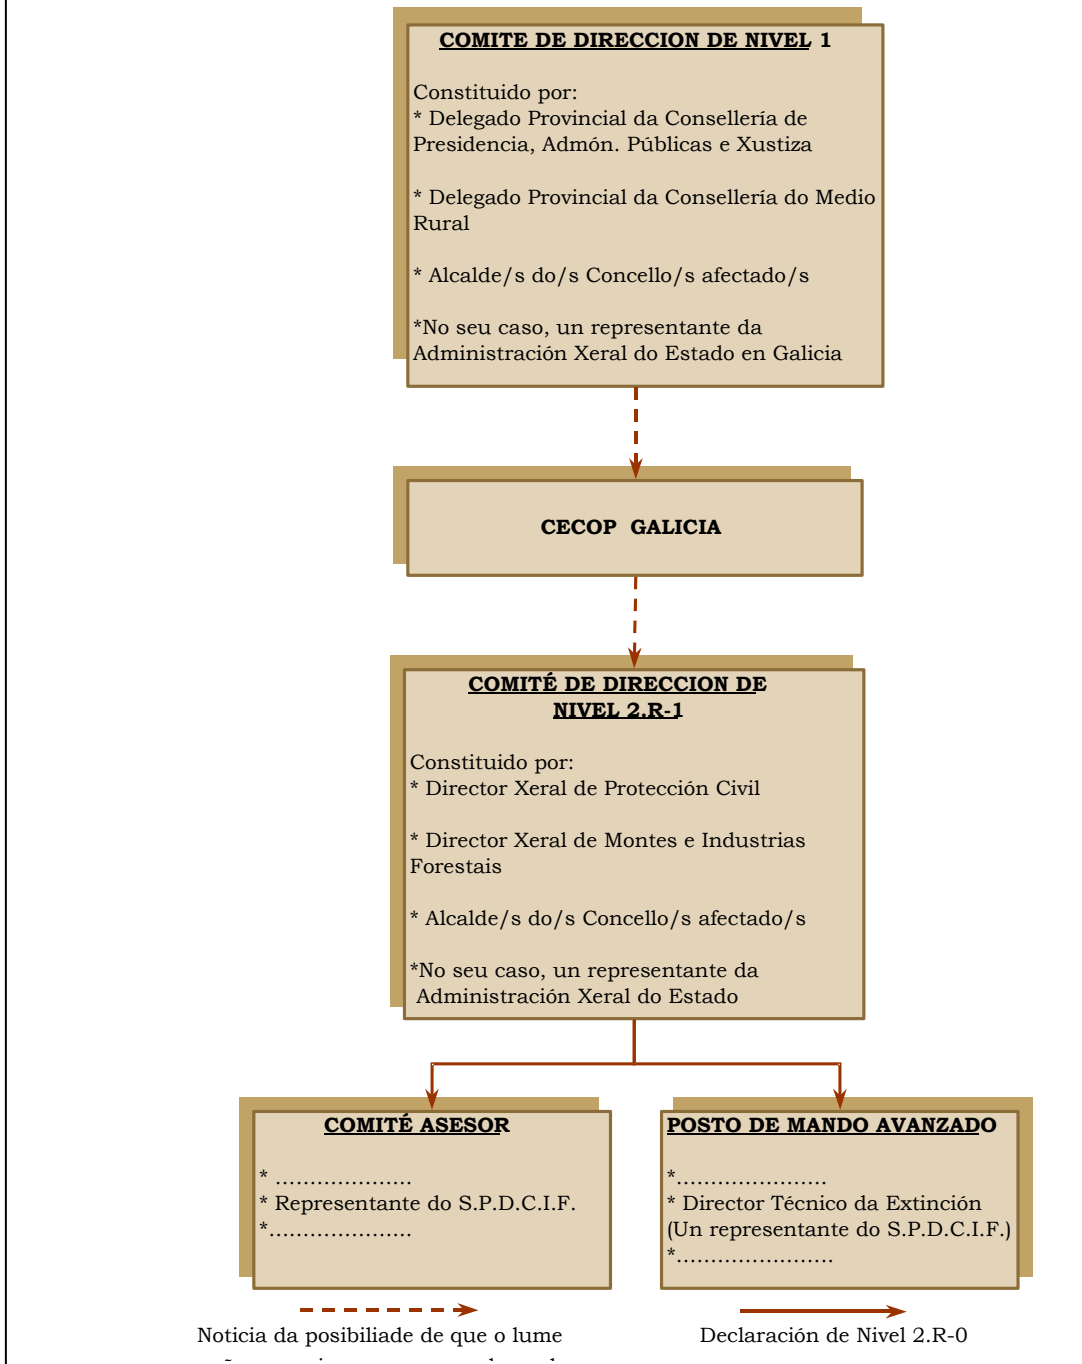 COMITE DE DIRECCION DE NIVEL 1
Constituido por:
* Delegado Provincial da Consellería de
Presidencia, Admón. Públicas e Xustiza
* Delegado Provincial da Consellería do Medio
Rural
* Alcalde/s do/s Concello/s afectado/s
*No seu caso, un representante da
Administración Xeral do Estado en Galicia
CECOP GALICIA
COMITÉ DE DIRECCION DE
NIVEL 2.R-1
Constituido por:
* Director Xeral de Protección Civil
* Director Xeral de Montes e Industrias
Forestais
* Alcalde/s do/s Concello/s afectado/s
*No seu caso, un representante da
Administración Xeral do Estado
COMITÉ ASESOR
* ....................
* Representante do S.P.D.C.I.F.
*.....................
POSTO DE MANDO AVANZADO
*......................
* Director Técnico da Extinción
(Un representante do S.P.D.C.I.F.)
*.......................
Noticia da posibiliade de que o lume
Declaración de Nivel 2.R-0